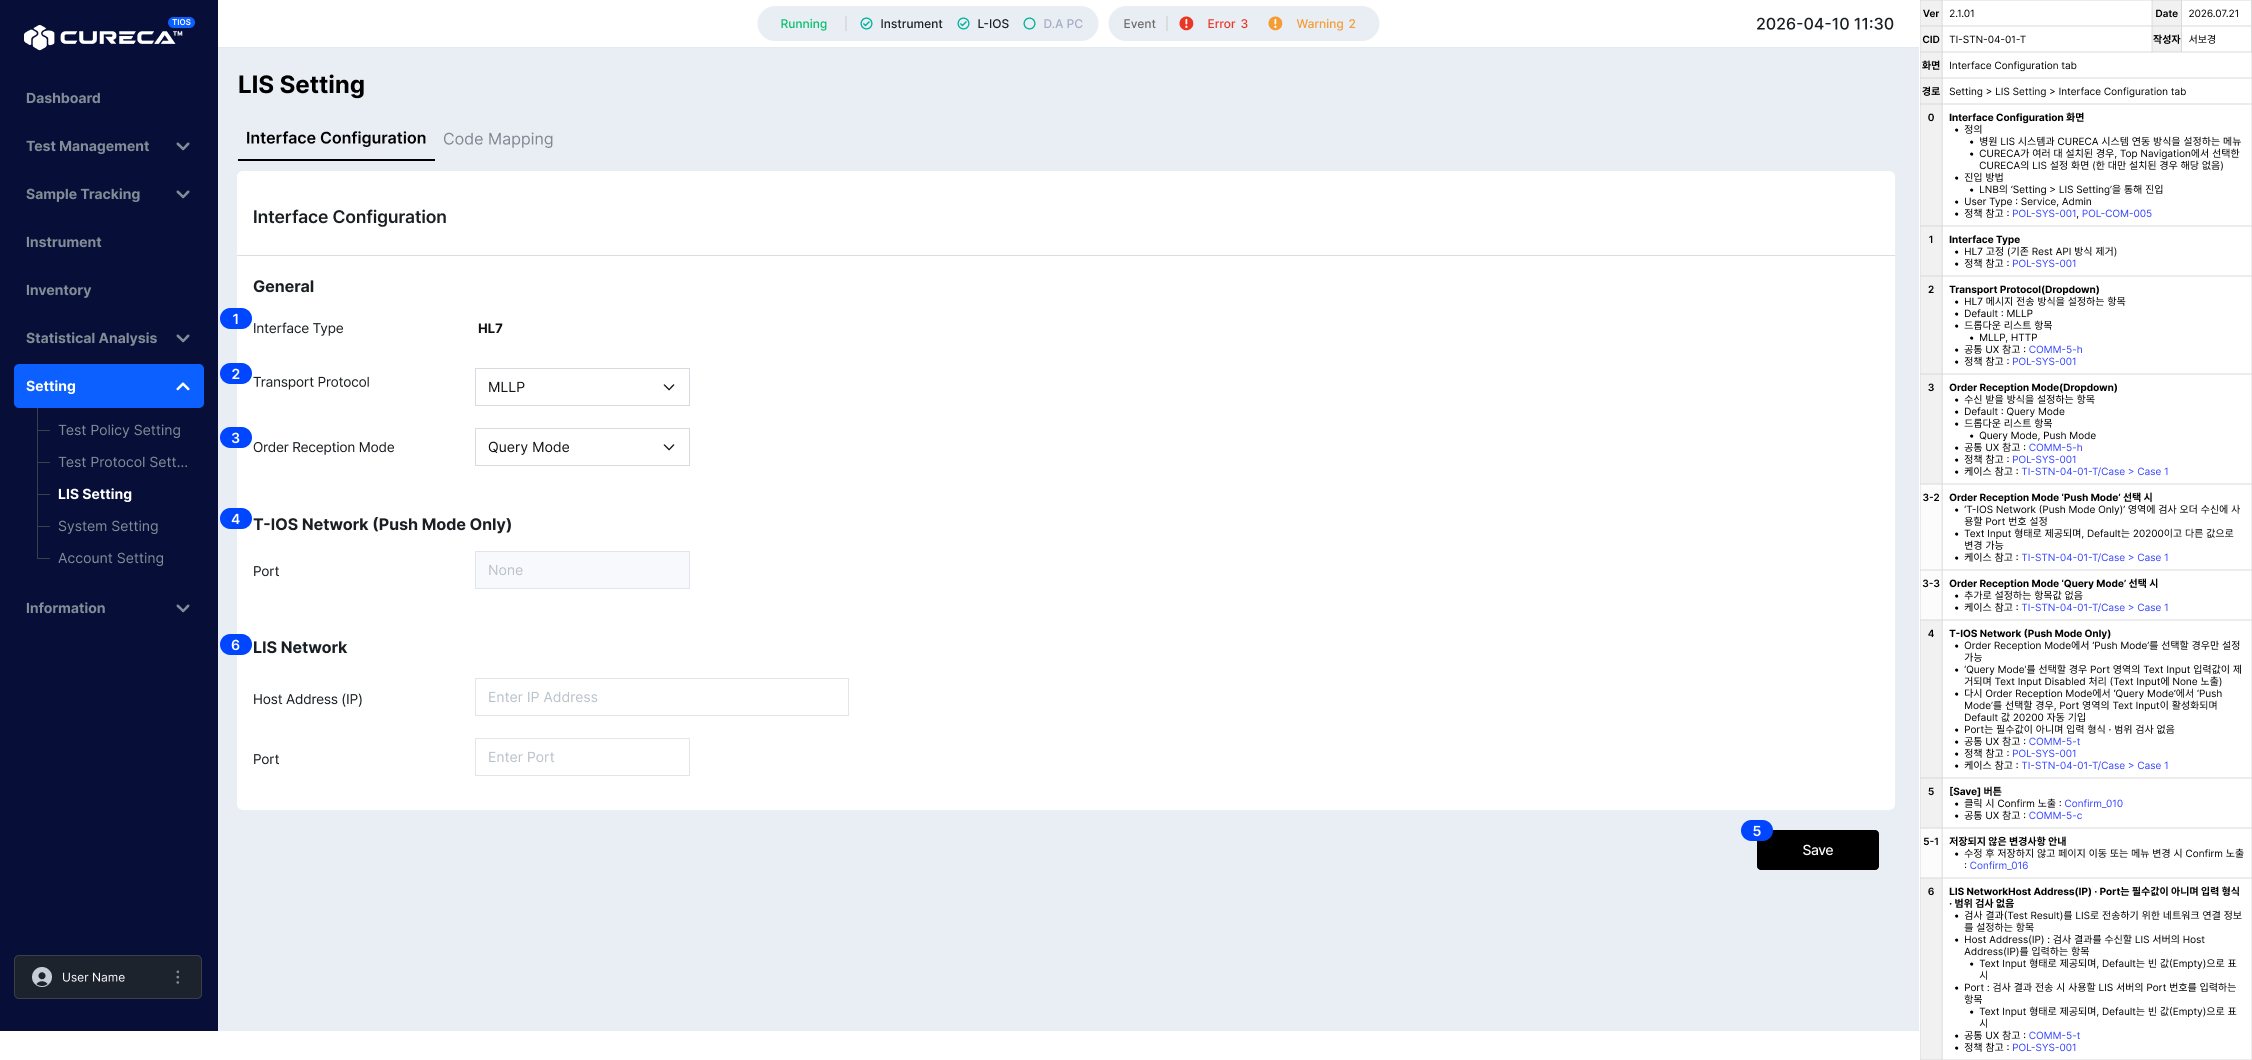 TIOS
CURECA™
Dashboard
Test Management
Sample Tracking
Instrument
Inventory
Statistical Analysis
Setting
Test Policy Setting
Test Protocol Sett...
LIS Setting
System Setting
Account Setting
Information
User Name
Running
Instrument
L-IOS
D.A PC
Event
Error 3
Warning 2
2026-04-10 11:30
LIS Setting
Interface Configuration
Code Mapping
Interface Configuration
General
1
Interface Type
HL7
2
Transport Protocol
MLLP
3
Order Reception Mode
Query Mode
4
T-IOS Network (Push Mode Only)
Port
None
6
LIS Network
Host Address (IP)
Enter IP Address
Port
Enter Port
5
Save
Ver 2.1.01 Date 2026.07.21
CID TI-STN-04-01-T 작성자 서보경
화면 Interface Configuration tab
경로 Setting > LIS Setting > Interface Configuration tab
0 Interface Configuration 화면
• 정의
• 병원 LIS 시스템과 CURECA 시스템 연동 방식을 설정하는 메뉴
• CURECA가 여러 대 설치된 경우, Top Navigation에서 선택한
CURECA의 LIS 설정 화면 (한 대만 설치된 경우 해당 없음)
• 진입 방법
• LNB의 ‘Setting > LIS Setting’을 통해 진입
• User Type : Service, Admin
• 정책 참고 : POL-SYS-001, POL-COM-005
1 Interface Type
• HL7 고정 (기존 Rest API 방식 제거)
• 정책 참고 : POL-SYS-001
2 Transport Protocol(Dropdown)
• HL7 메시지 전송 방식을 설정하는 항목
• Default : MLLP
• 드롭다운 리스트 항목
• MLLP, HTTP
• 공통 UX 참고 : COMM-5-h
• 정책 참고 : POL-SYS-001
3 Order Reception Mode(Dropdown)
• 수신 받을 방식을 설정하는 항목
• Default : Query Mode
• 드롭다운 리스트 항목
• Query Mode, Push Mode
• 공통 UX 참고 : COMM-5-h
• 정책 참고 : POL-SYS-001
• 케이스 참고 : TI-STN-04-01-T/Case > Case 1
3-2 Order Reception Mode ‘Push Mode’ 선택 시
• ‘T-IOS Network (Push Mode Only)’ 영역에 검사 오더 수신에 사
용할 Port 번호 설정
• Text Input 형태로 제공되며, Default는 20200이고 다른 값으로
변경 가능
• 케이스 참고 : TI-STN-04-01-T/Case > Case 1
3-3 Order Reception Mode ‘Query Mode’ 선택 시
• 추가로 설정하는 항목값 없음
• 케이스 참고 : TI-STN-04-01-T/Case > Case 1
4 T-IOS Network (Push Mode Only)
• Order Reception Mode에서 ‘Push Mode’를 선택할 경우만 설정
가능
• ‘Query Mode’를 선택할 경우 Port 영역의 Text Input 입력값이 제
거되며 Text Input Disabled 처리 (Text Input에 None 노출)
• 다시 Order Reception Mode에서 ‘Query Mode’에서 ‘Push
Mode’를 선택할 경우, Port 영역의 Text Input이 활성화되며
Default 값 20200 자동 기입
• Port는 필수값이 아니며 입력 형식 · 범위 검사 없음
• 공통 UX 참고 : COMM-5-t
• 정책 참고 : POL-SYS-001
• 케이스 참고 : TI-STN-04-01-T/Case > Case 1
5 [Save] 버튼
• 클릭 시 Confirm 노출 : Confirm_010
• 공통 UX 참고 : COMM-5-c
5-1 저장되지 않은 변경사항 안내
• 수정 후 저장하지 않고 페이지 이동 또는 메뉴 변경 시 Confirm 노출
: Confirm_016
6 LIS NetworkHost Address(IP) · Port는 필수값이 아니며 입력 형식
· 범위 검사 없음
• 검사 결과(Test Result)를 LIS로 전송하기 위한 네트워크 연결 정보
를 설정하는 항목
• Host Address(IP) : 검사 결과를 수신할 LIS 서버의 Host
Address(IP)를 입력하는 항목
• Text Input 형태로 제공되며, Default는 빈 값(Empty)으로 표
시
• Port : 검사 결과 전송 시 사용할 LIS 서버의 Port 번호를 입력하는
항목
• Text Input 형태로 제공되며, Default는 빈 값(Empty)으로 표
시
• 공통 UX 참고 : COMM-5-t
• 정책 참고 : POL-SYS-001